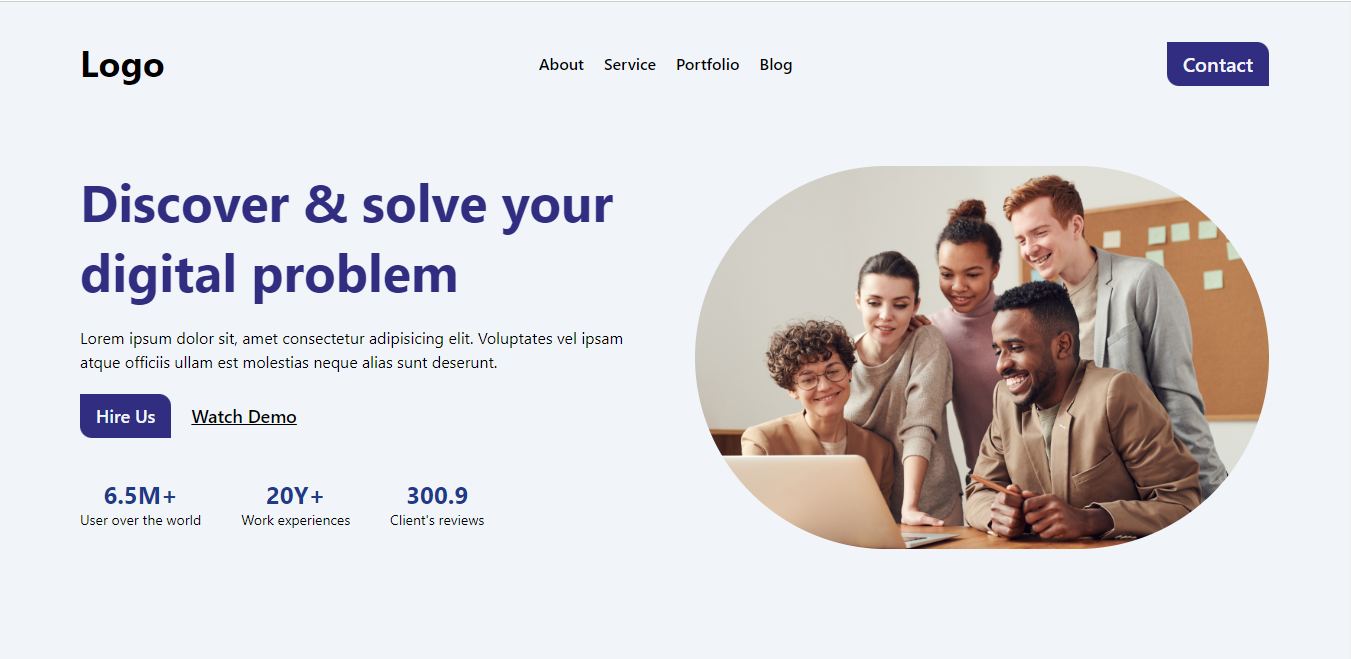 Logo
About Service Portfolio Blog
Contact
Discover & solve your
digital problem
Lorem ipsum dolor sit, amet consectetur adipisicing elit. Voluptates vel ipsam
atque officiis ullam est molestias neque alias sunt deserunt.
Hire Us
Watch Demo
6.5M+
User over the world
20Y+
Work experiences
300.9
Client's reviews